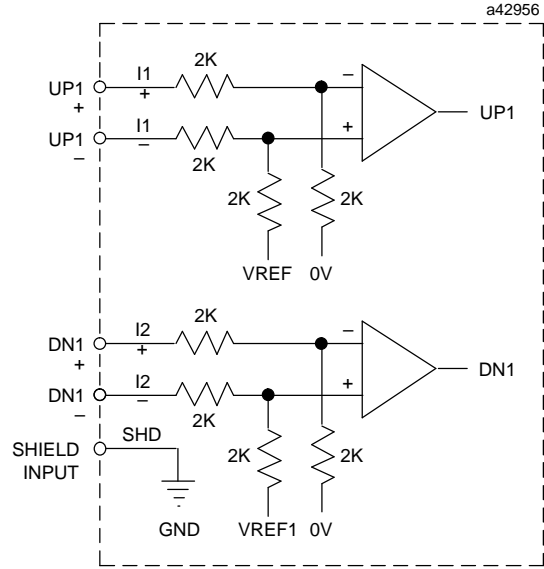 a42956
2K
UP1 I1 − UP1
+ +
UP1 I1 +
− −
2K
2K 2K
VREF 0V
2K
DN1 I2 − DN1
+ +
DN1 I2 +
− −
2K
SHIELD SHD
INPUT
2K 2K
GND VREF1 0V